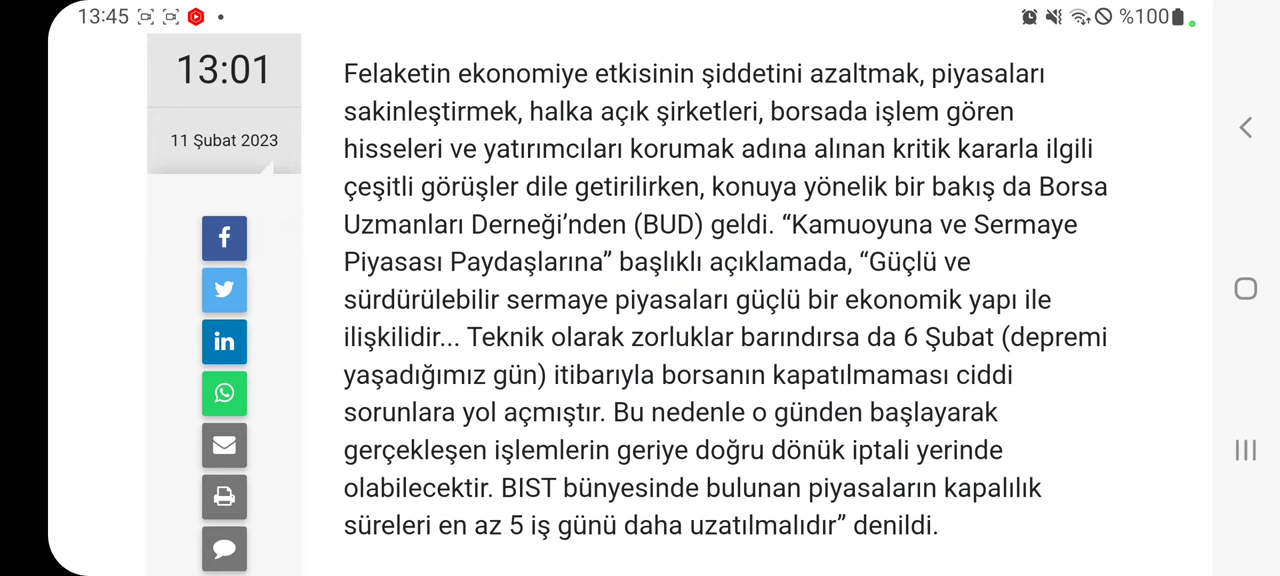 13:45
%100
13:01
11 Şubat 2023
Felaketin ekonomiye etkisinin şiddetini azaltmak, piyasaları
sakinleştirmek, halka açık şirketleri, borsada işlem gören
hisseleri ve yatırımcıları korumak adına alınan kritik kararla ilgili
çeşitli görüşler dile getirilirken, konuya yönelik bir bakış da Borsa
Uzmanları Derneği’nden (BUD) geldi. “Kamuoyuna ve Sermaye
Piyasası Paydaşlarına” başlıklı açıklamada, “Güçlü ve
sürdürülebilir sermaye piyasaları güçlü bir ekonomik yapı ile
ilişkilidir... Teknik olarak zorluklar barındırsa da 6 Şubat (depremi
yaşadığımız gün) itibarıyla borsanın kapatılmaması ciddi
sorunlara yol açmıştır. Bu nedenle o günden başlayarak
gerçekleşen işlemlerin geriye doğru dönük iptali yerinde
olabilecektir. BIST bünyesinde bulunan piyasaların kapalılık
süreleri en az 5 iş günü daha uzatılmalıdır” denildi.